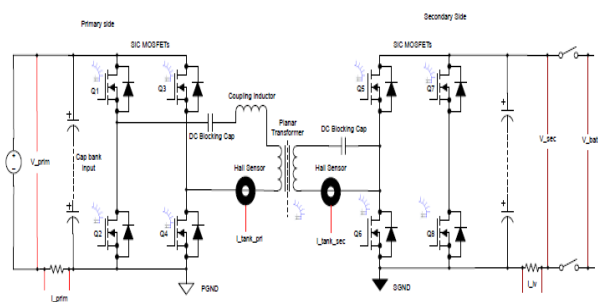 Primary side
Secondary Side
SIC MOSFETs
SIC MOSFETs
Q1
Q3
Q5
Q7
Coupling Inductor
DC Blocking Cap
Planar
Transformer
DC Blocking Cap
V_prim
Cap bank
Input
V_sec
V_bat
Hall Sensor
Hall Sensor
Q2
Q4
Q6
Q8
I_tank_pri
I_tank_sec
I_prim
PGND
SGND
I_lv